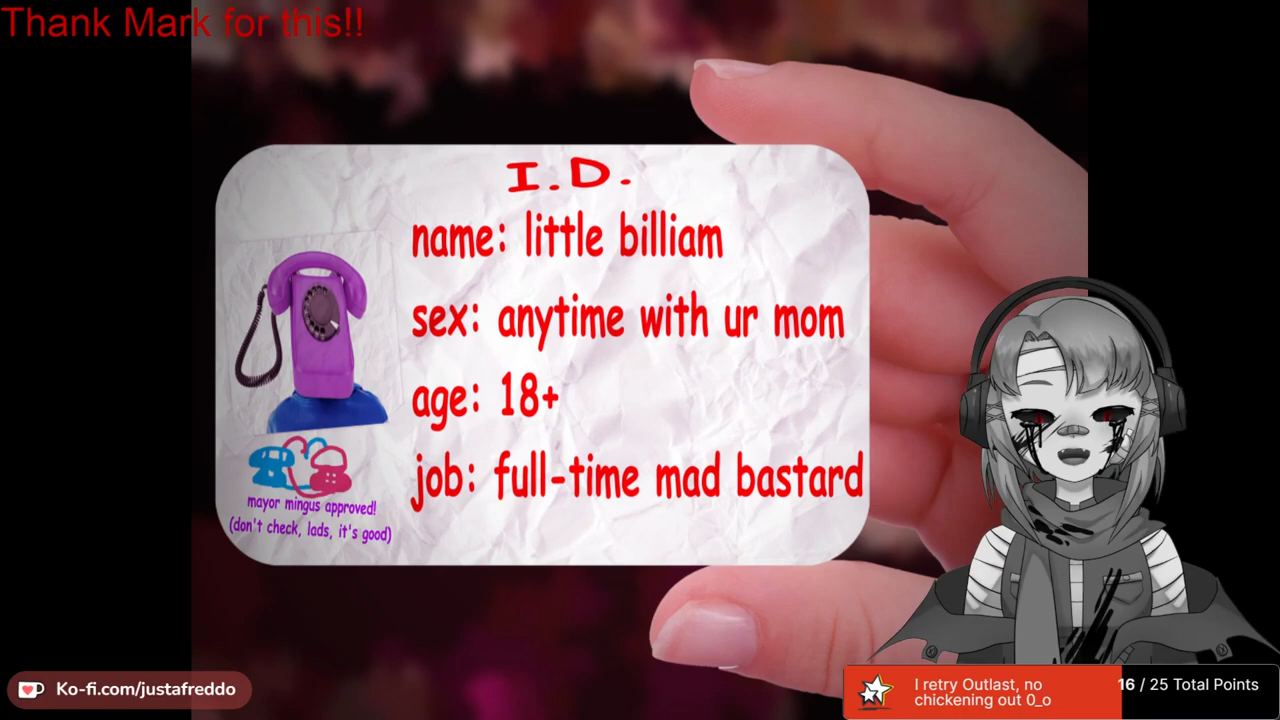 Thank Mark for this!!
I.D.
name: little billiam
sex: anytime with ur mom
age: 18+
job: full-time mad bastard
mayor mingus approved!
(don't check, lads, it's good)
Ko-fi.com/justafreddo
I retry Outlast, no
chickening out 0_o
16 / 25 Total Points